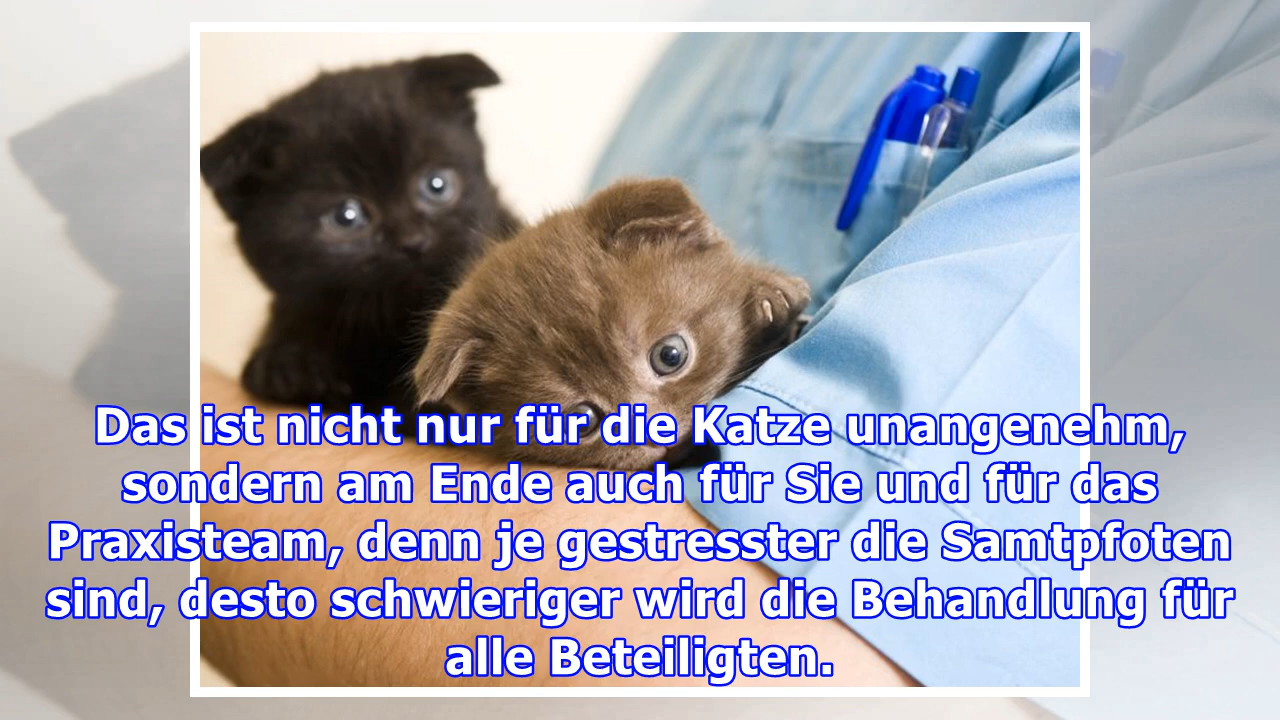 Das ist nicht nur für die Katze unangenehm,
sondern am Ende auch für Sie und für das
Praxisteam, denn je gestresster die Samtpfoten
sind, desto schwieriger wird die Behandlung für
alle Beteiligten.